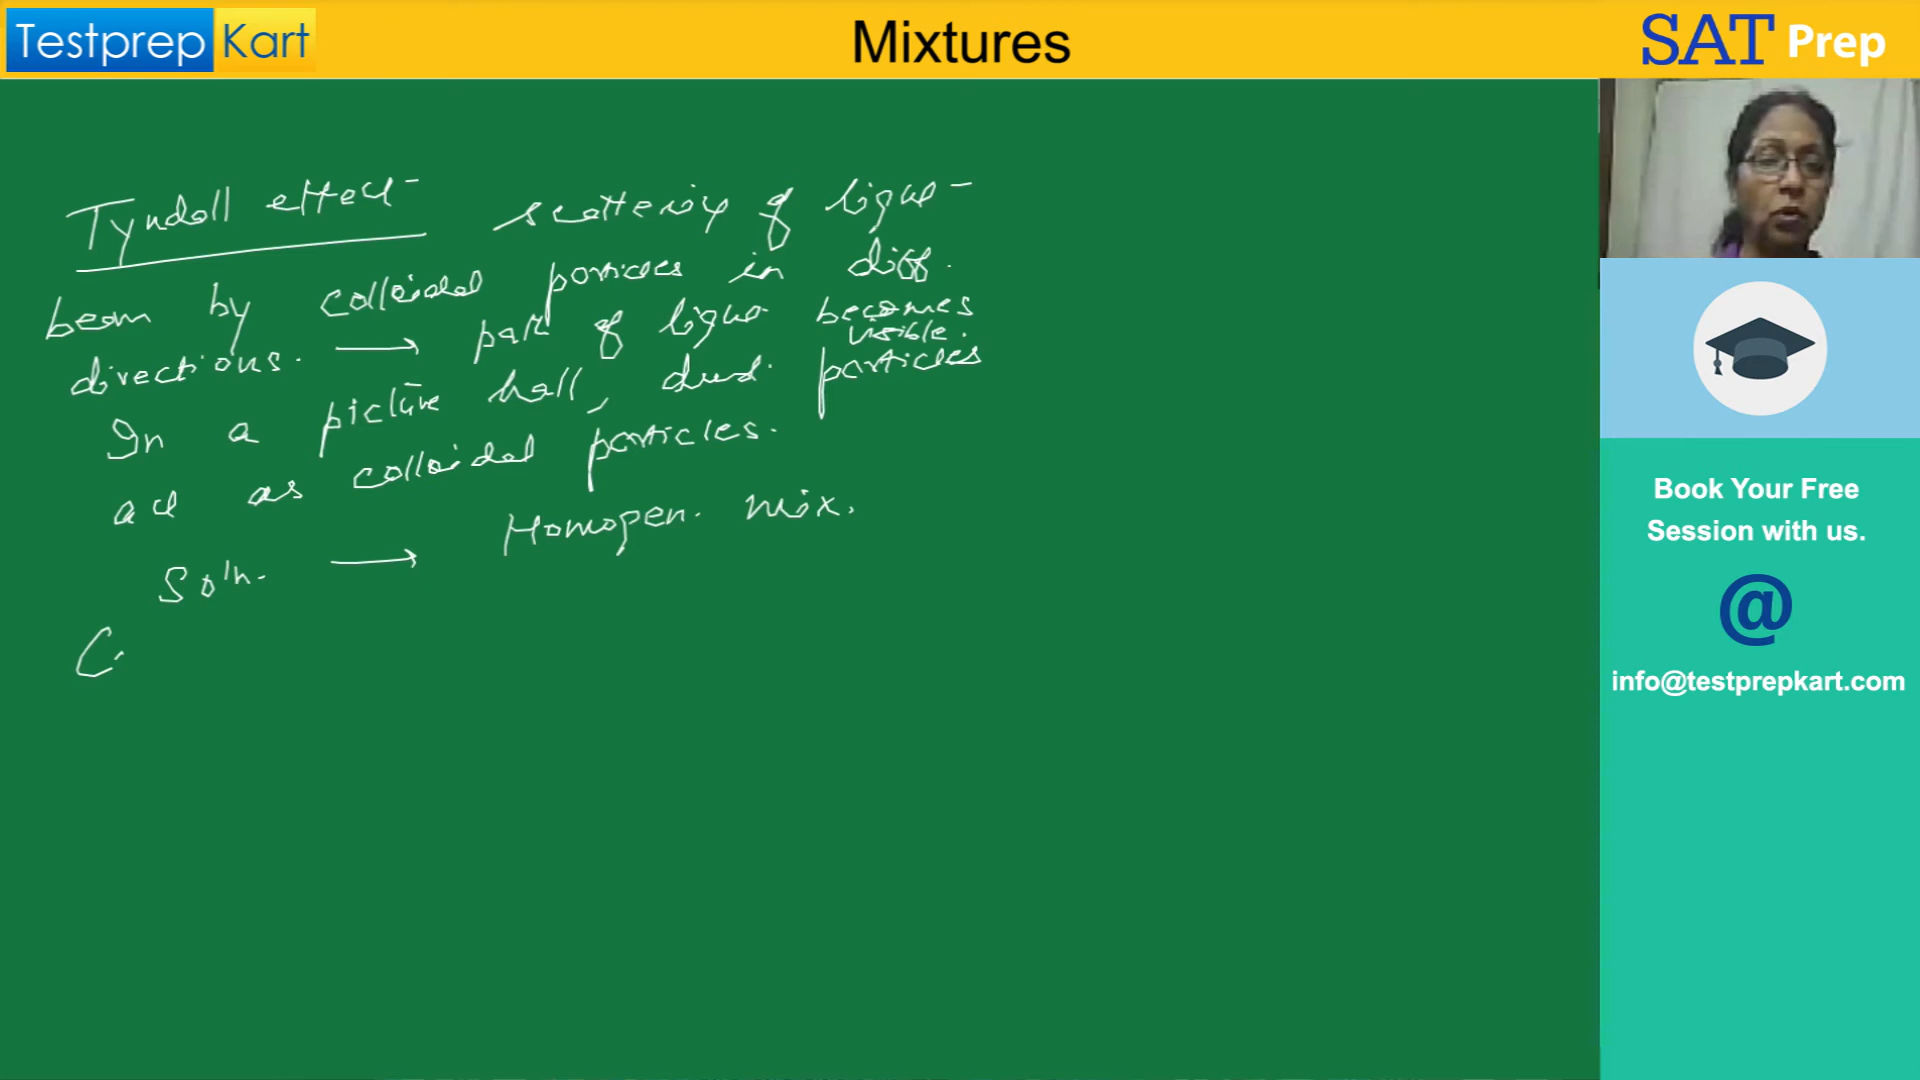 Testprep Kart
Mixtures
SAT Prep
Tyndall effect - scattering of light
beam by colloidal particles in diff.
directions. → path of light becomes
visible.
In a picture hall, dust particles
act as colloidal particles.
Soln. → Homogen. mix.
C
Book Your Free
Session with us.
@
info@testprepkart.com